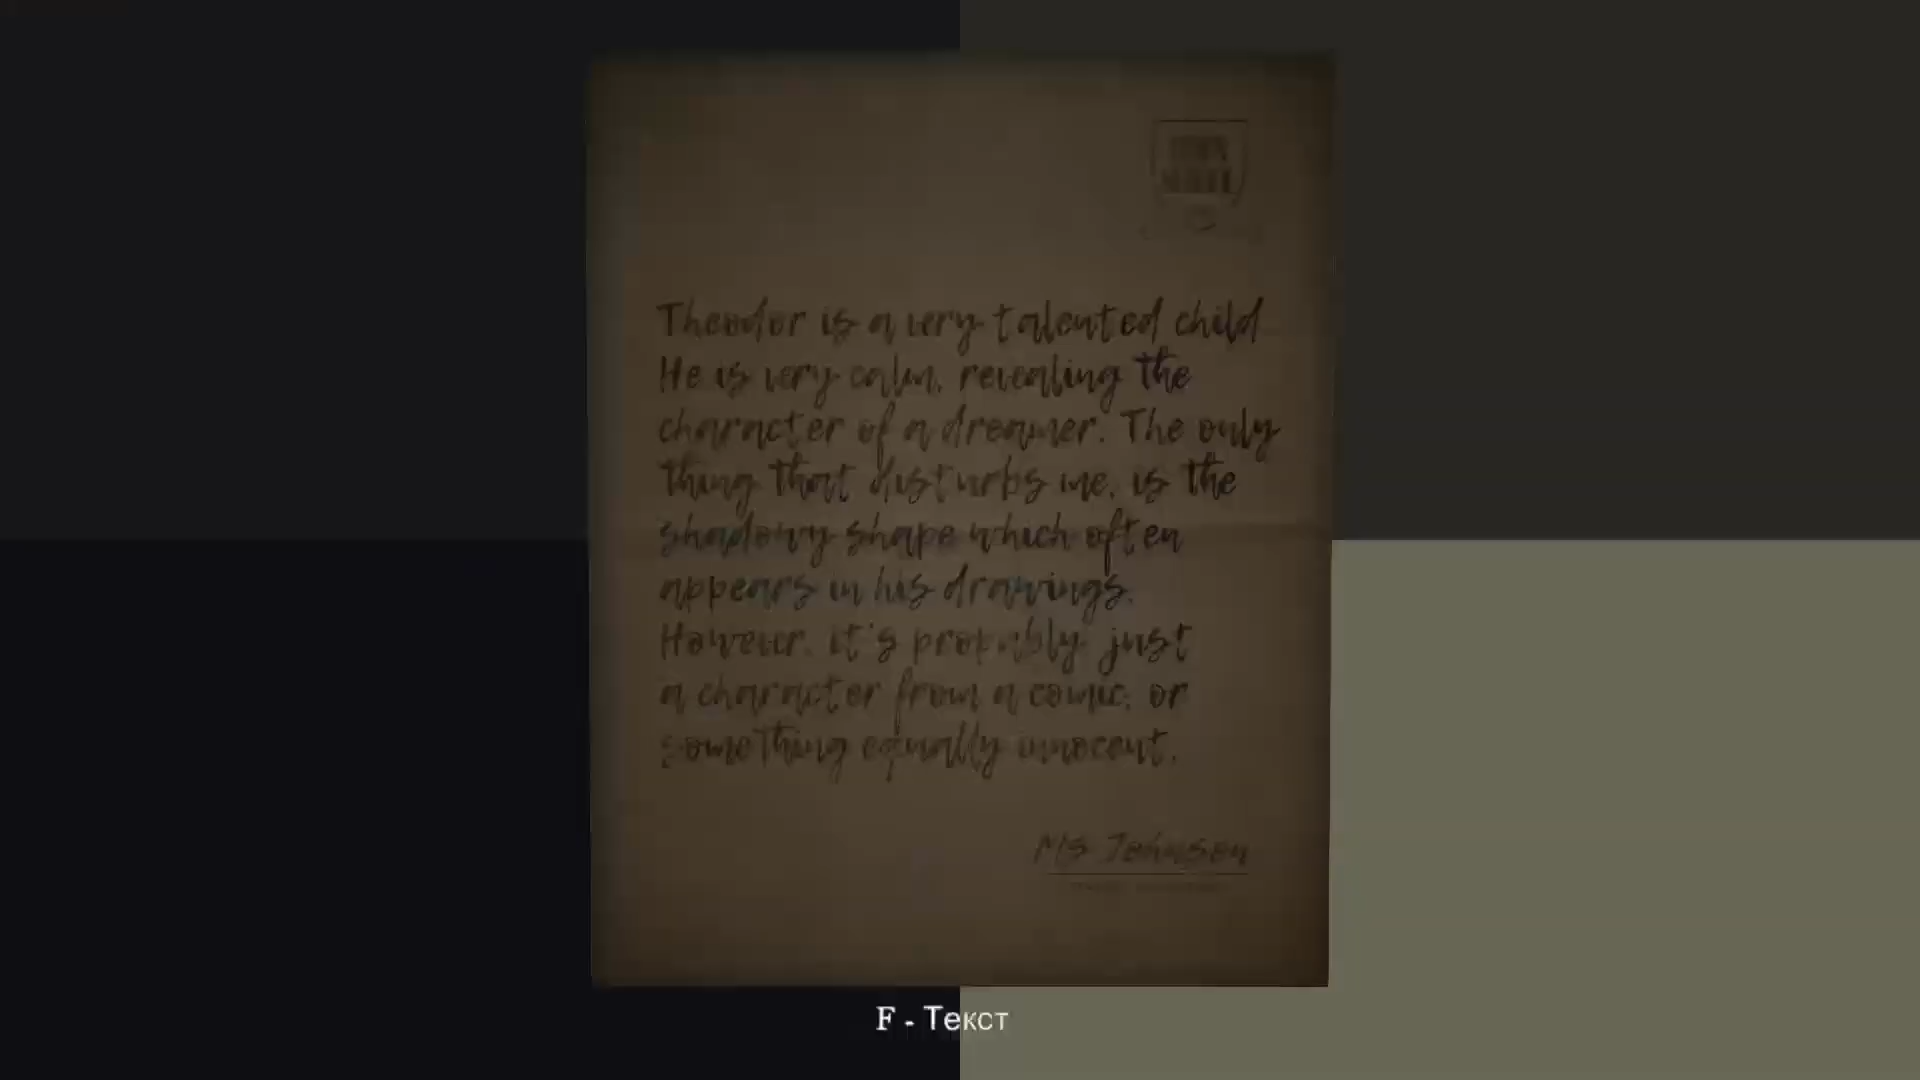 Theodor is a very talented child
He is very calm, revealing the
character of a dreamer. The only
thing that disturbs me, is the
shadowy shape which often
appears in his drawings.
However, it's probably just
a character from a comic, or
something equally innocent.
Ms Johnson
F - Текст